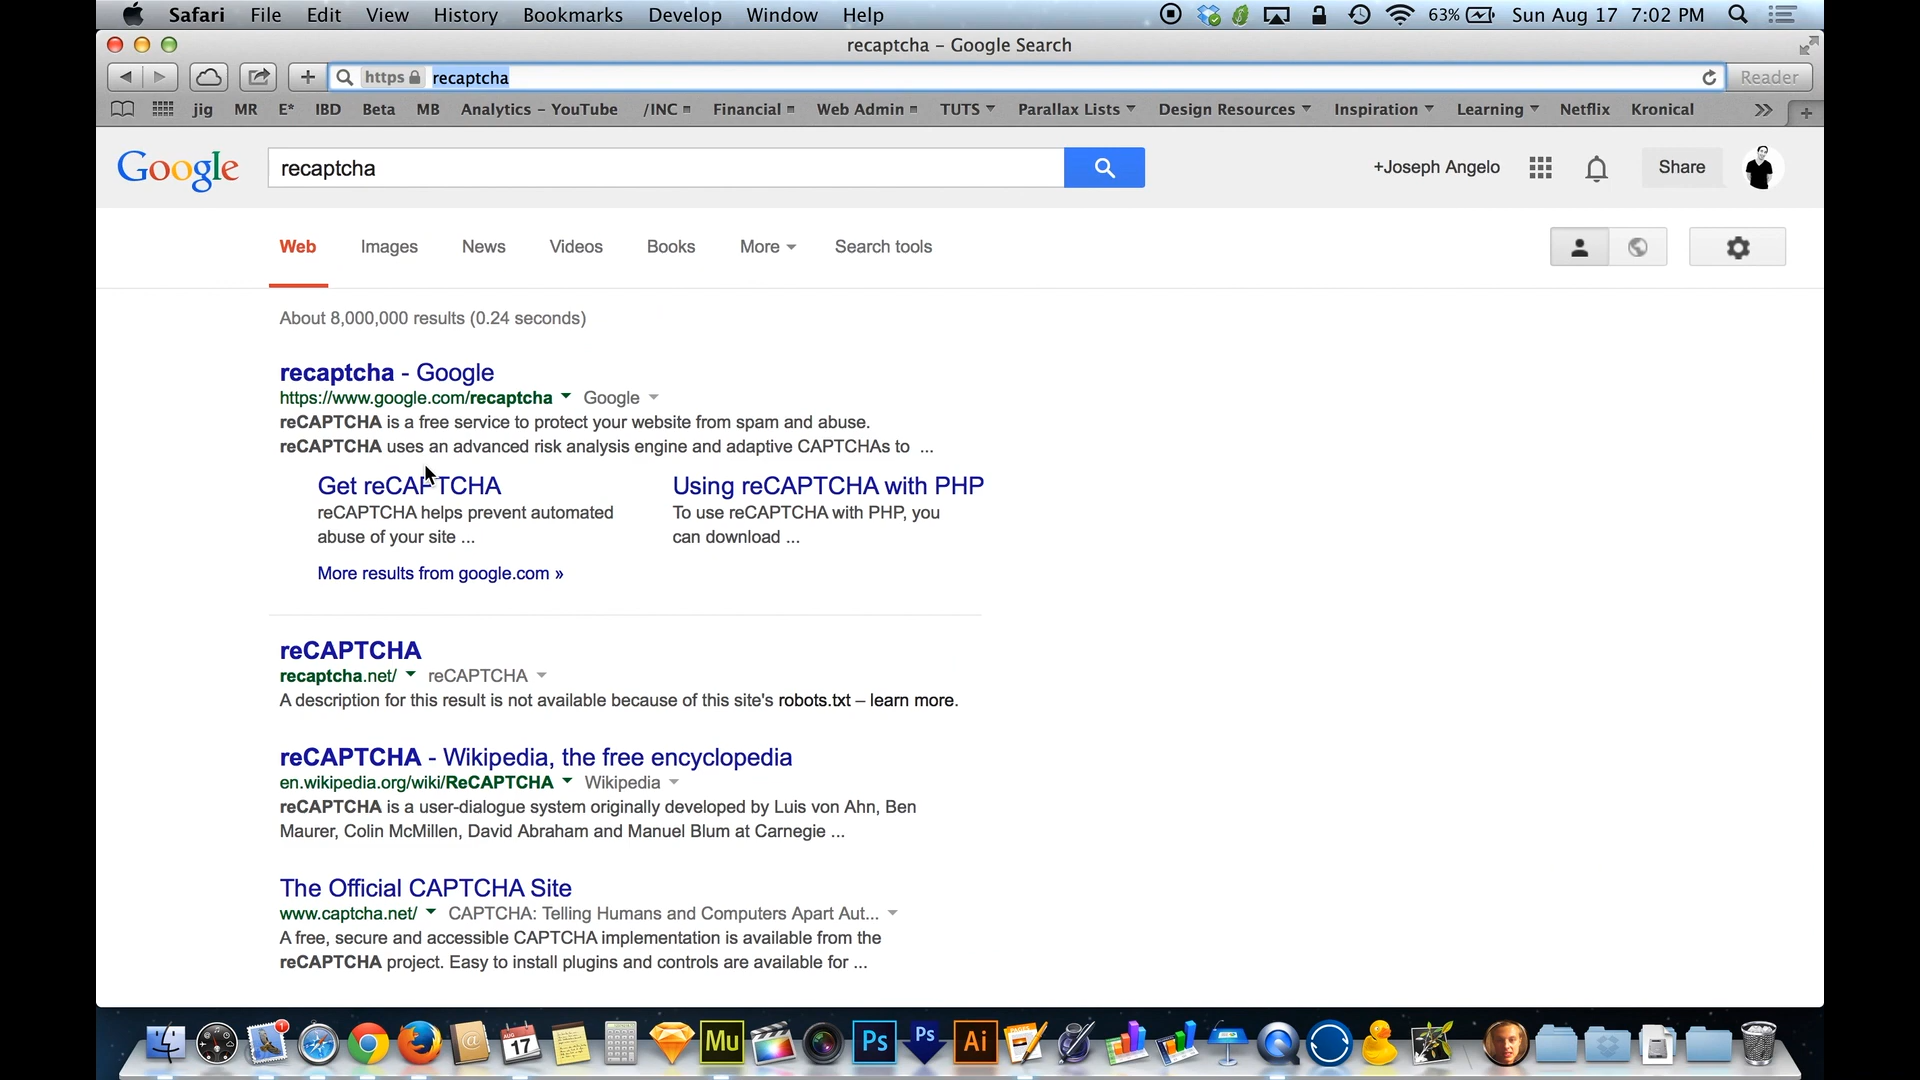 Safari File Edit View History Bookmarks Develop Window Help 63% Sun Aug 17 7:02 PM
recaptcha – Google Search
https recaptcha Reader
jig MR E* IBD Beta MB Analytics – YouTube /INC Financial Web Admin TUTS Parallax Lists Design Resources Inspiration Learning Netflix Kronical
Google recaptcha +Joseph Angelo Share
Web Images News Videos Books More Search tools
About 8,000,000 results (0.24 seconds)
recaptcha - Google
https://www.google.com/recaptcha Google
reCAPTCHA is a free service to protect your website from spam and abuse.
reCAPTCHA uses an advanced risk analysis engine and adaptive CAPTCHAs to ...
Get reCAPTCHA Using reCAPTCHA with PHP
reCAPTCHA helps prevent automated To use reCAPTCHA with PHP, you
abuse of your site ... can download ...
More results from google.com »
reCAPTCHA
recaptcha.net/ reCAPTCHA
A description for this result is not available because of this site's robots.txt – learn more.
reCAPTCHA - Wikipedia, the free encyclopedia
en.wikipedia.org/wiki/ReCAPTCHA Wikipedia
reCAPTCHA is a user-dialogue system originally developed by Luis von Ahn, Ben
Maurer, Colin McMillen, David Abraham and Manuel Blum at Carnegie ...
The Official CAPTCHA Site
www.captcha.net/ CAPTCHA: Telling Humans and Computers Apart Aut...
A free, secure and accessible CAPTCHA implementation is available from the
reCAPTCHA project. Easy to install plugins and controls are available for ...
1 AUG 17 Mu Ps Ps Ai PAGES